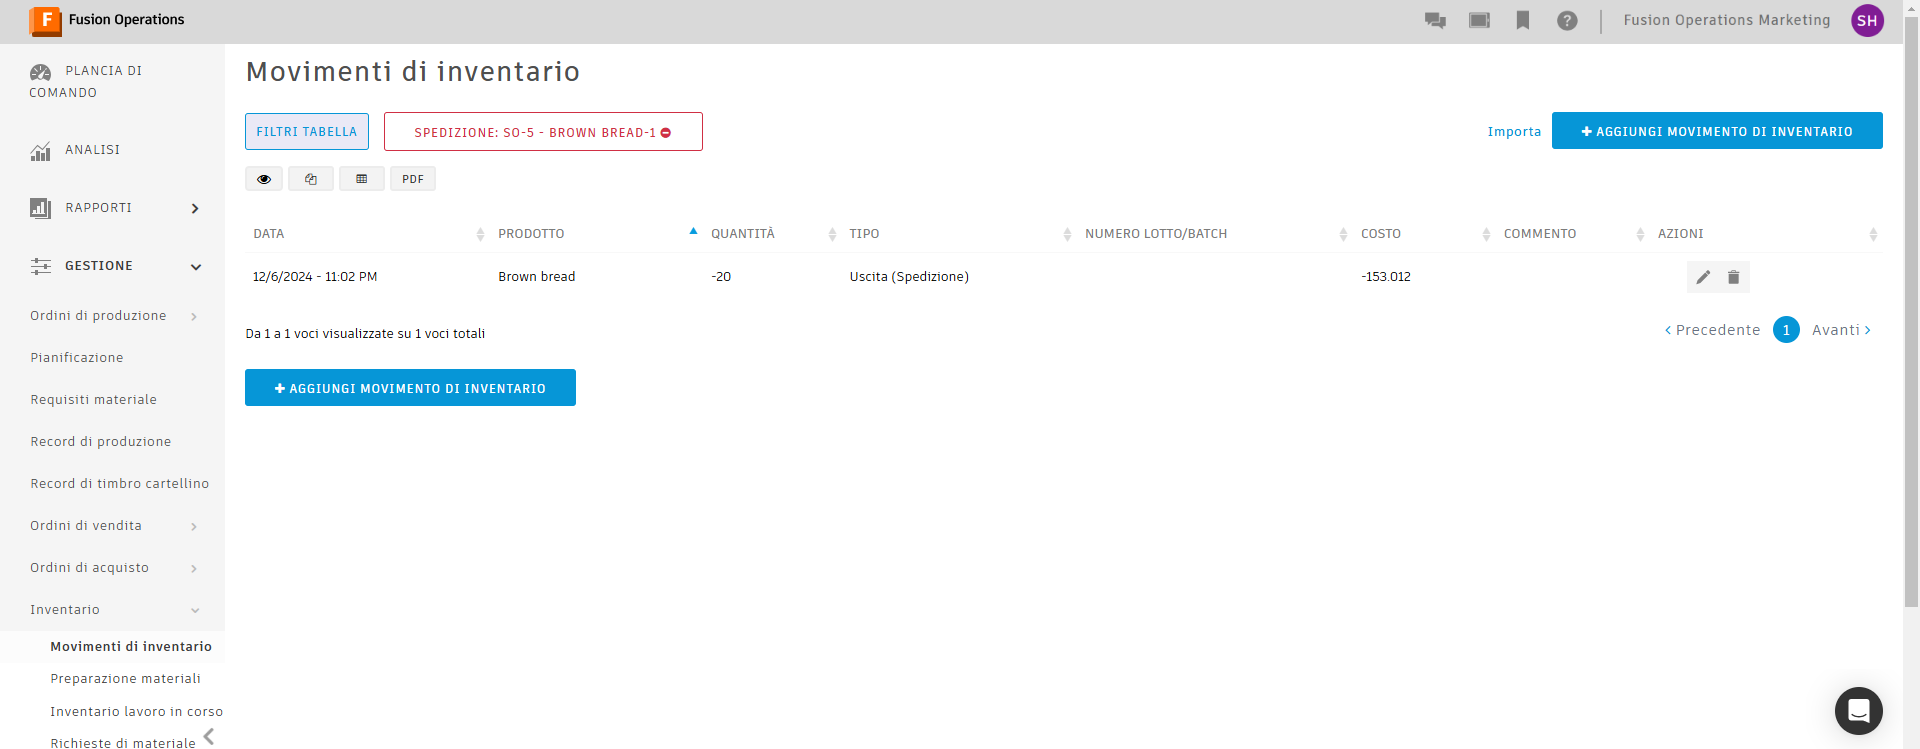 F Fusion Operations
Fusion Operations Marketing
SH
PLANCIA DI
COMANDO
ANALISI
RAPPORTI
GESTIONE
Ordini di produzione
Pianificazione
Requisiti materiale
Record di produzione
Record di timbro cartellino
Ordini di vendita
Ordini di acquisto
Inventario
Movimenti di inventario
Preparazione materiali
Inventario lavoro in corso
Richieste di materiale
Movimenti di inventario
FILTRI TABELLA
SPEDIZIONE: SO-5 - BROWN BREAD-1
Importa
AGGIUNGI MOVIMENTO DI INVENTARIO
PDF
DATA PRODOTTO QUANTITÀ TIPO NUMERO LOTTO/BATCH COSTO COMMENTO AZIONI
12/6/2024 - 11:02 PM Brown bread -20 Uscita (Spedizione) -153.012
Da 1 a 1 voci visualizzate su 1 voci totali
Precedente 1 Avanti
AGGIUNGI MOVIMENTO DI INVENTARIO